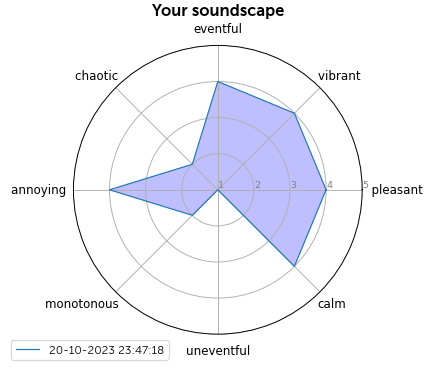 Your soundscape
eventful
chaotic
vibrant
annoying
1
2
3
4
5
pleasant
monotonous
calm
20-10-2023 23:47:18
uneventful